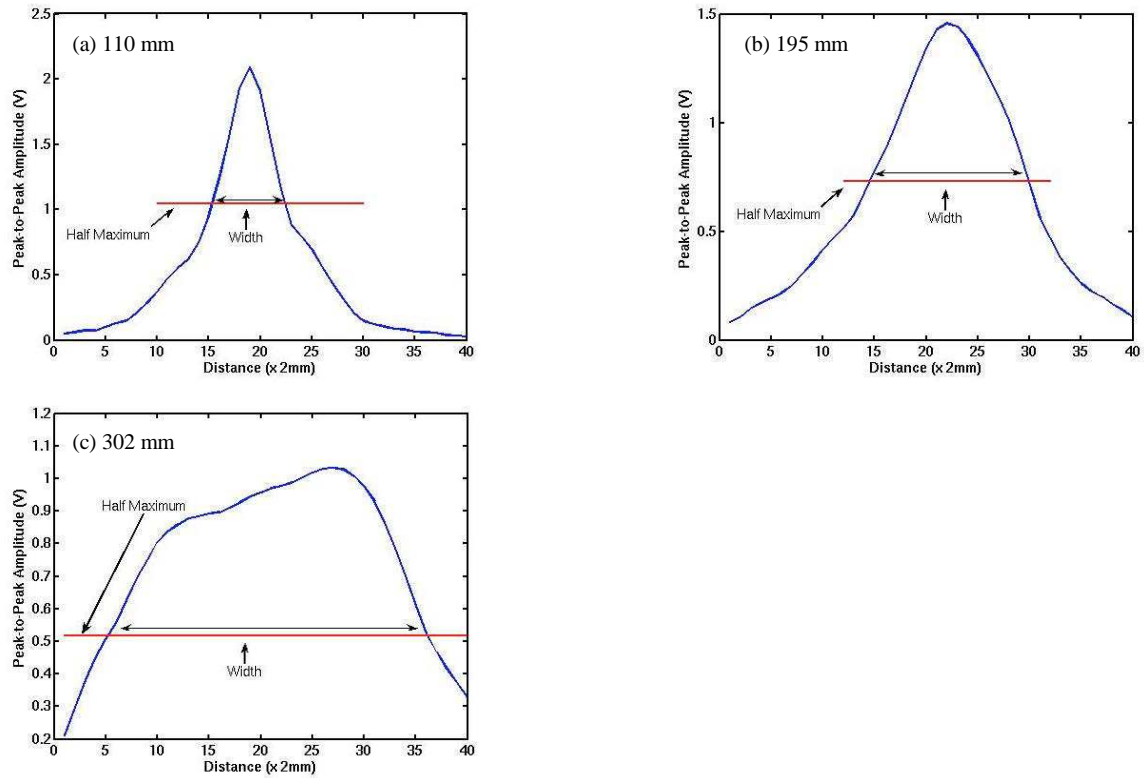 (a) 110 mm
2.5
2
1.5
1
0.5
0
Peak-to-Peak Amplitude (V)
Half Maximum
Width
0 5 10 15 20 25 30 35 40
Distance (x 2mm)
(b) 195 mm
1.5
1
0.5
0
Peak-to-Peak Amplitude (V)
Half Maximum
Width
0 5 10 15 20 25 30 35 40
Distance (x 2mm)
(c) 302 mm
1.2
1.1
1
0.9
0.8
0.7
0.6
0.5
0.4
0.3
0.2
Peak-to-Peak Amplitude (V)
Half Maximum
Width
0 5 10 15 20 25 30 35 40
Distance (x 2mm)